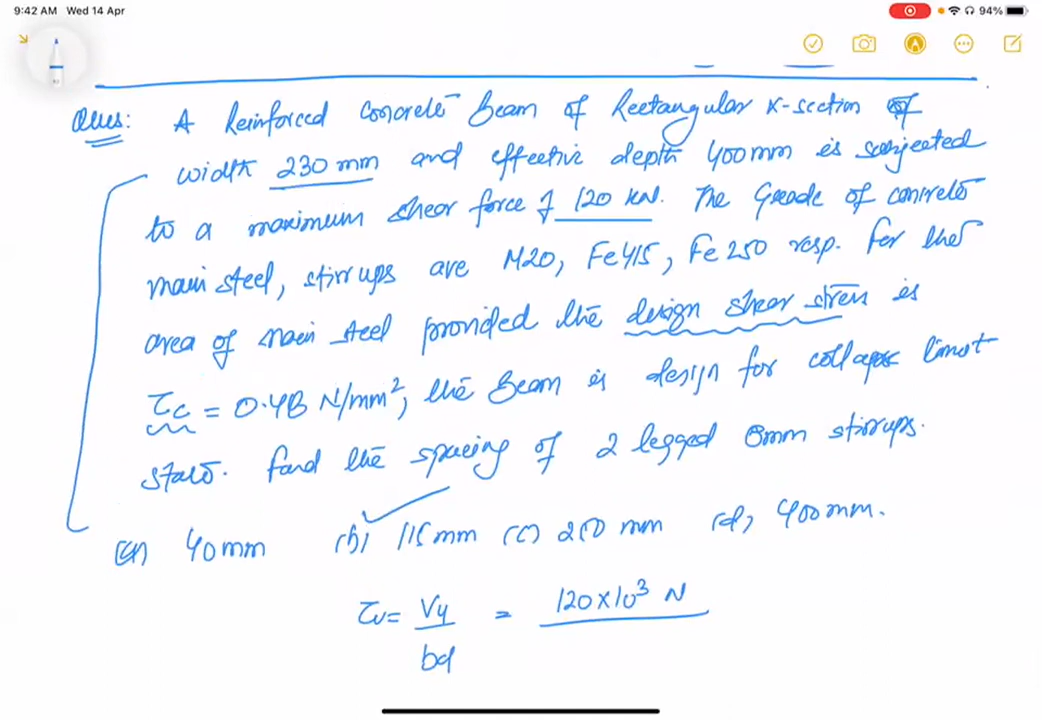 9:42 AM Wed 14 Apr
94%
Ques: A Reinforced Concrete Beam of Rectangular X-section of
width 230 mm and effective depth 400mm is subjected
to a maximum shear force of 120 kN. The Grade of concrete
main steel, stirrups are M20, Fe415, Fe250 resp. For the
area of main steel provided the design shear stress is
τc = 0.48 N/mm², the Beam is design for collapse limit
state. Find the spacing of 2 legged 8mm stirrups.
(a) 40mm (b) 115mm (c) 250 mm (d) 400mm.
τv = Vu = 120×10³ N
bd